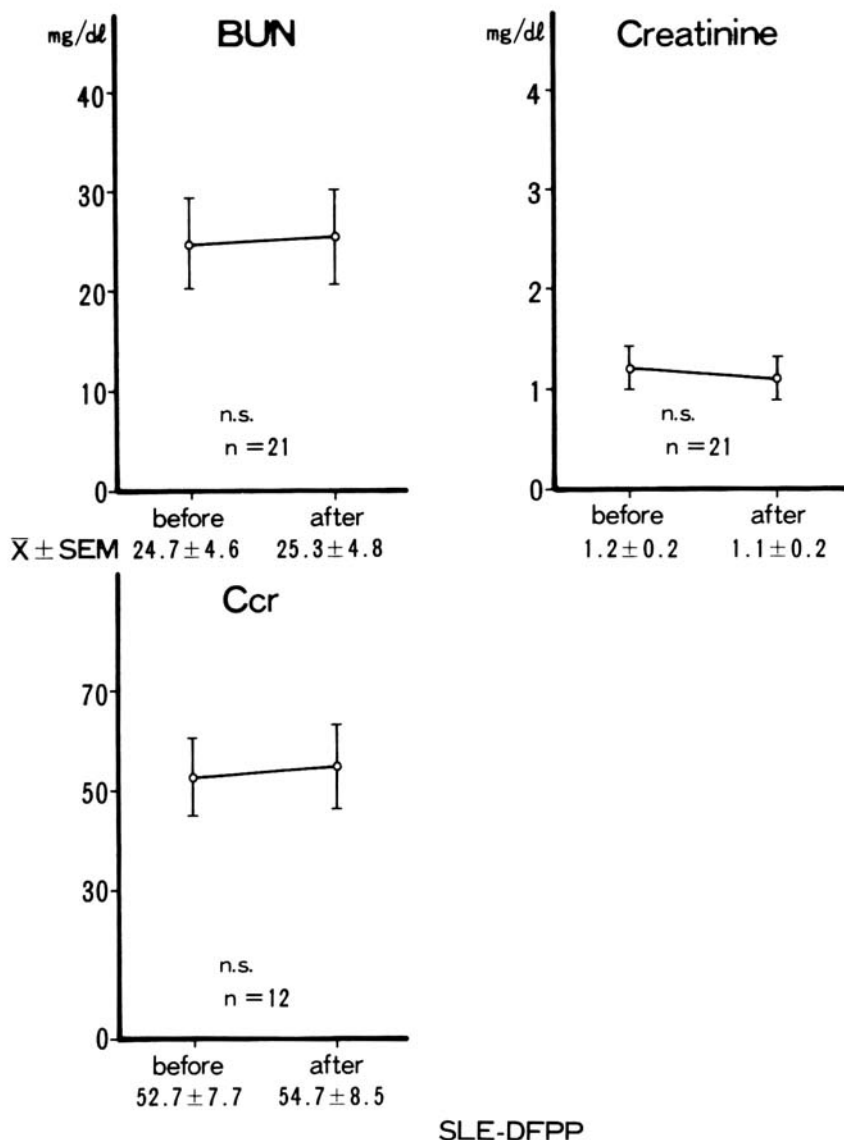 mg/dℓ BUN
40
30
20
10
0
n.s.
n = 21
before after
X̅ ± SEM 24.7 ± 4.6 25.3 ± 4.8
mg/dℓ Creatinine
4
3
2
1
0
n.s.
n = 21
before after
1.2 ± 0.2 1.1 ± 0.2
Ccr
70
50
30
0
n.s.
n = 12
before after
52.7 ± 7.7 54.7 ± 8.5
SLE-DFPP